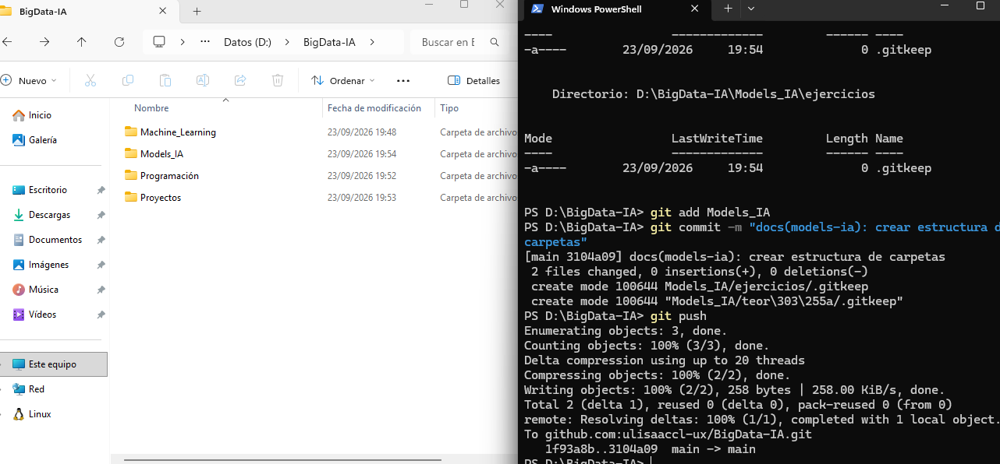 BigData-IA
Datos (D:)
BigData-IA
Buscar en E
Nuevo
Ordenar
Detalles
Nombre
Fecha de modificación
Tipo
Inicio
Galería
Escritorio
Descargas
Documentos
Imágenes
Música
Vídeos
Este equipo
Red
Linux
Machine_Learning 23/09/2026 19:48 Carpeta de archivo
Models_IA 23/09/2026 19:54 Carpeta de archivo
Programación 23/09/2026 19:52 Carpeta de archivo
Proyectos 23/09/2026 19:53 Carpeta de archivo
Windows PowerShell
---- ------------- ------ ----
-a---- 23/09/2026 19:54 0 .gitkeep
Directorio: D:\BigData-IA\Models_IA\ejercicios
Mode LastWriteTime Length Name
---- ------------- ------ ----
-a---- 23/09/2026 19:54 0 .gitkeep
PS D:\BigData-IA> git add Models_IA
PS D:\BigData-IA> git commit -m "docs(models-ia): crear estructura d
carpetas"
[main 3104a09] docs(models-ia): crear estructura de carpetas
2 files changed, 0 insertions(+), 0 deletions(-)
create mode 100644 Models_IA/ejercicios/.gitkeep
create mode 100644 "Models_IA/teor\303\255a/.gitkeep"
PS D:\BigData-IA> git push
Enumerating objects: 3, done.
Counting objects: 100% (3/3), done.
Delta compression using up to 20 threads
Compressing objects: 100% (2/2), done.
Writing objects: 100% (2/2), 258 bytes | 258.00 KiB/s, done.
Total 2 (delta 1), reused 0 (delta 0), pack-reused 0 (from 0)
remote: Resolving deltas: 100% (1/1), completed with 1 local object.
To github.com:ulisaaccl-ux/BigData-IA.git
1f93a8b..3104a09 main -> main
PS D:\BigData-IA>